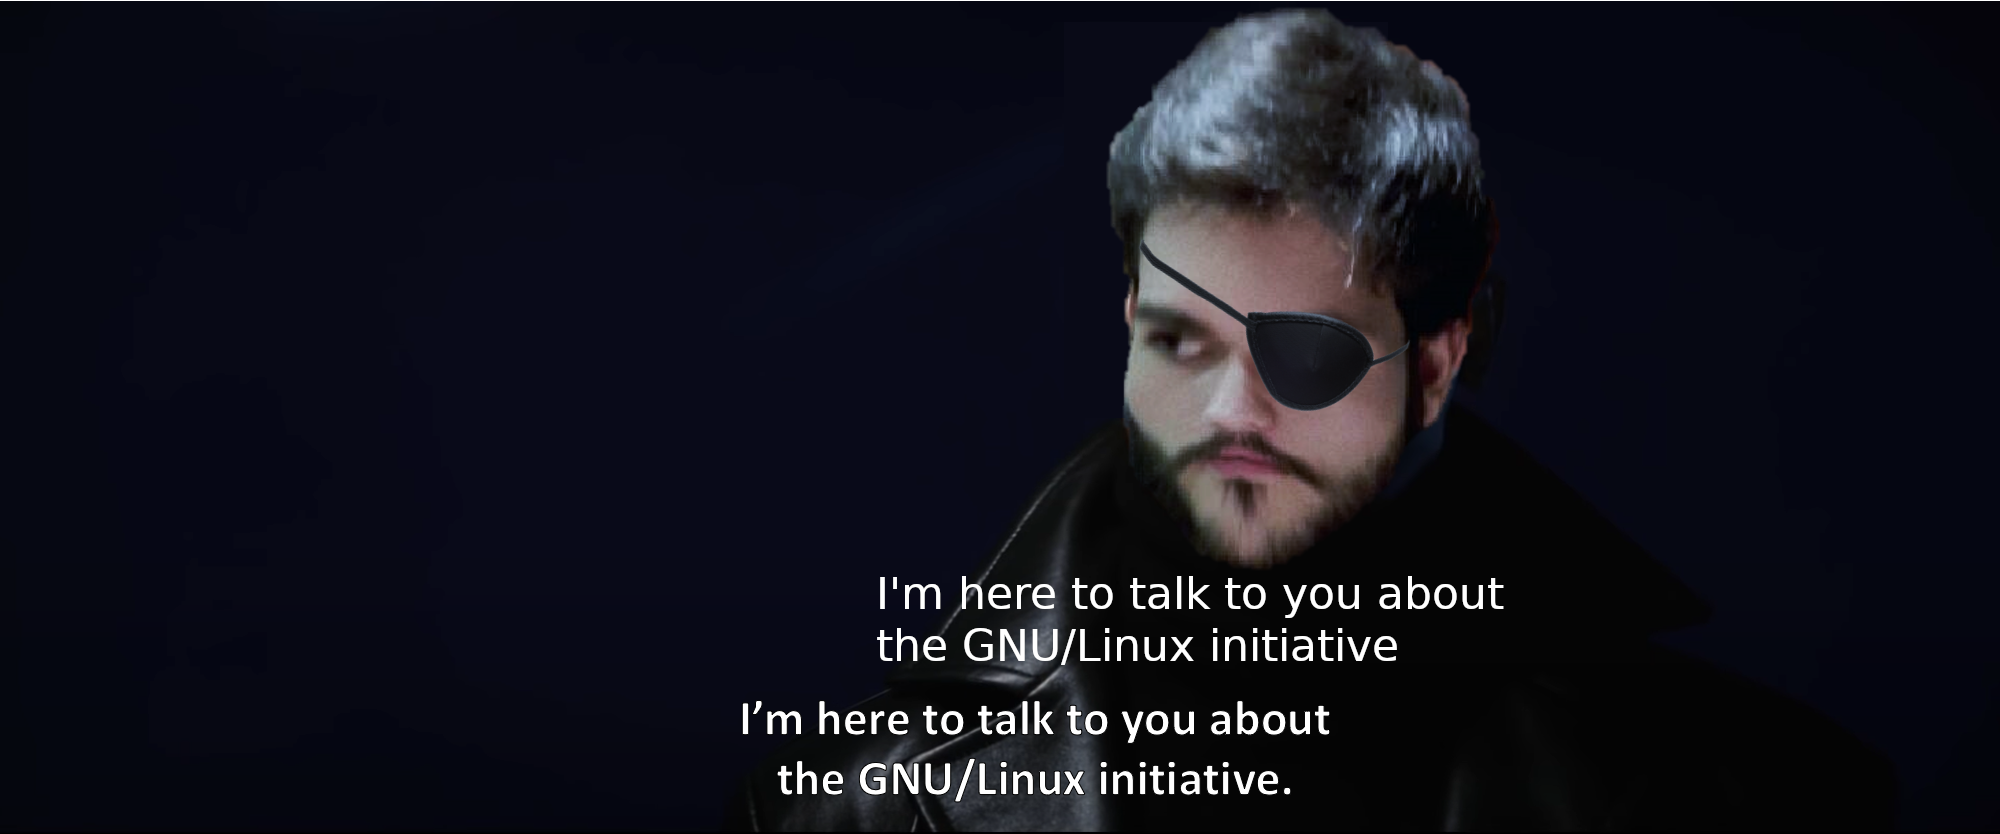 I'm here to talk to you about
the GNU/Linux initiative
I’m here to talk to you about
the GNU/Linux initiative.